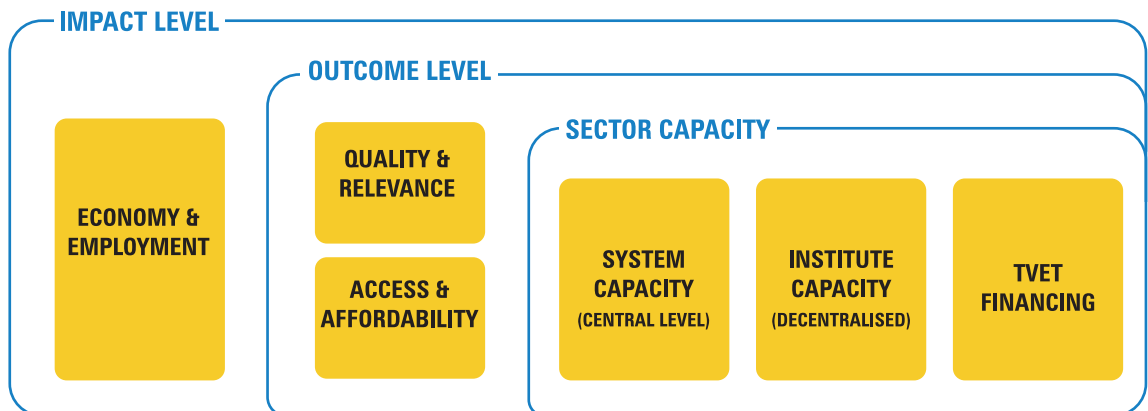 IMPACT LEVEL
OUTCOME LEVEL
SECTOR CAPACITY
ECONOMY &
EMPLOYMENT
QUALITY &
RELEVANCE
ACCESS &
AFFORDABILITY
SYSTEM
CAPACITY
(CENTRAL LEVEL)
INSTITUTE
CAPACITY
(DECENTRALISED)
TVET
FINANCING